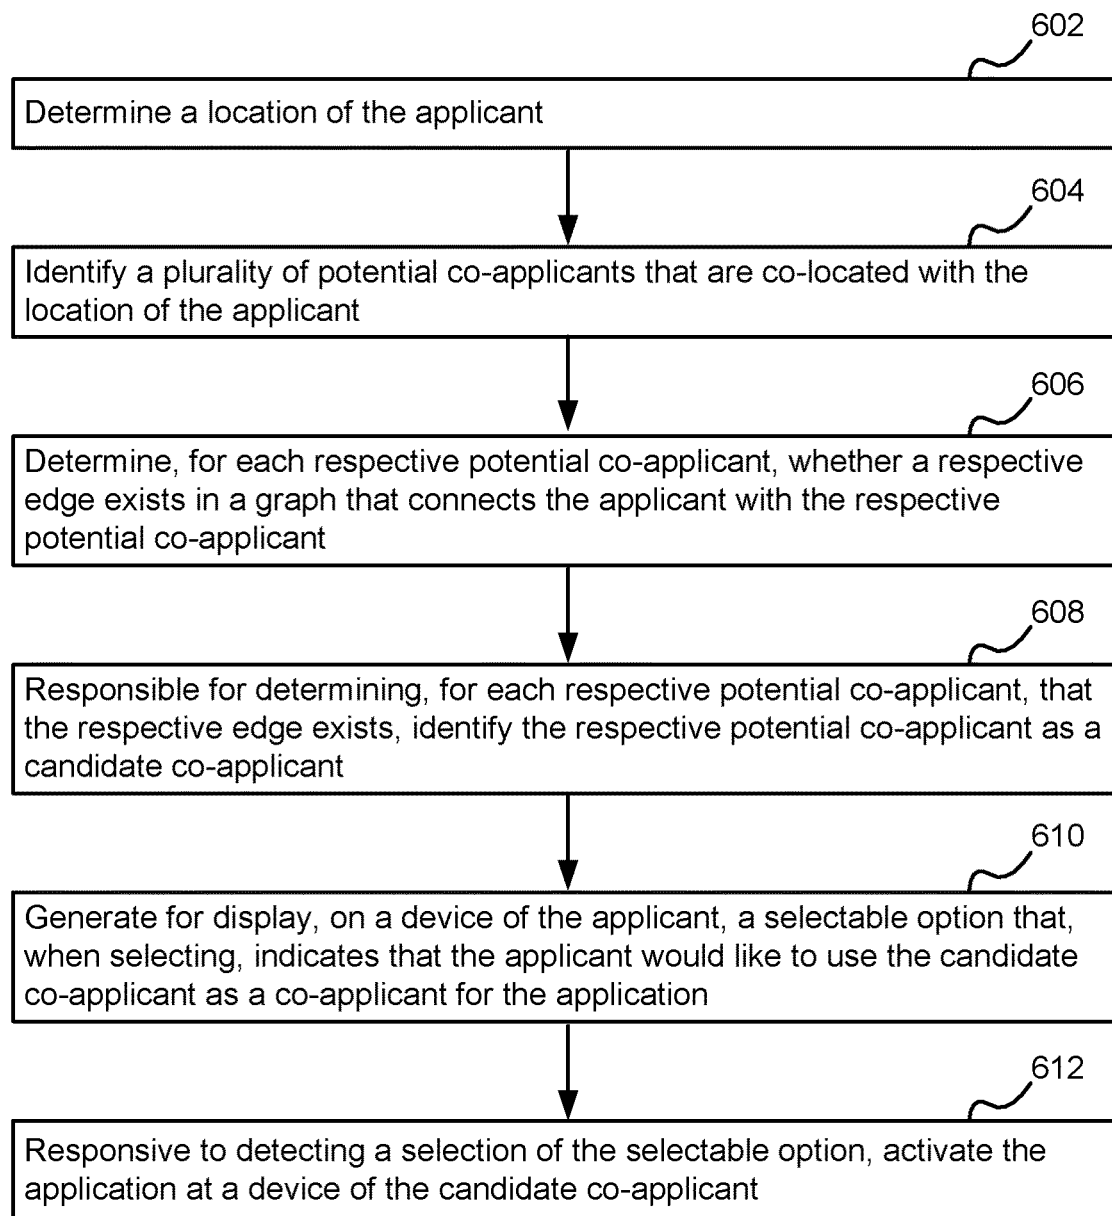 602
Determine a location of the applicant
604
Identify a plurality of potential co-applicants that are co-located with the
location of the applicant
606
Determine, for each respective potential co-applicant, whether a respective
edge exists in a graph that connects the applicant with the respective
potential co-applicant
608
Responsible for determining, for each respective potential co-applicant, that
the respective edge exists, identify the respective potential co-applicant as a
candidate co-applicant
610
Generate for display, on a device of the applicant, a selectable option that,
when selecting, indicates that the applicant would like to use the candidate
co-applicant as a co-applicant for the application
612
Responsive to detecting a selection of the selectable option, activate the
application at a device of the candidate co-applicant